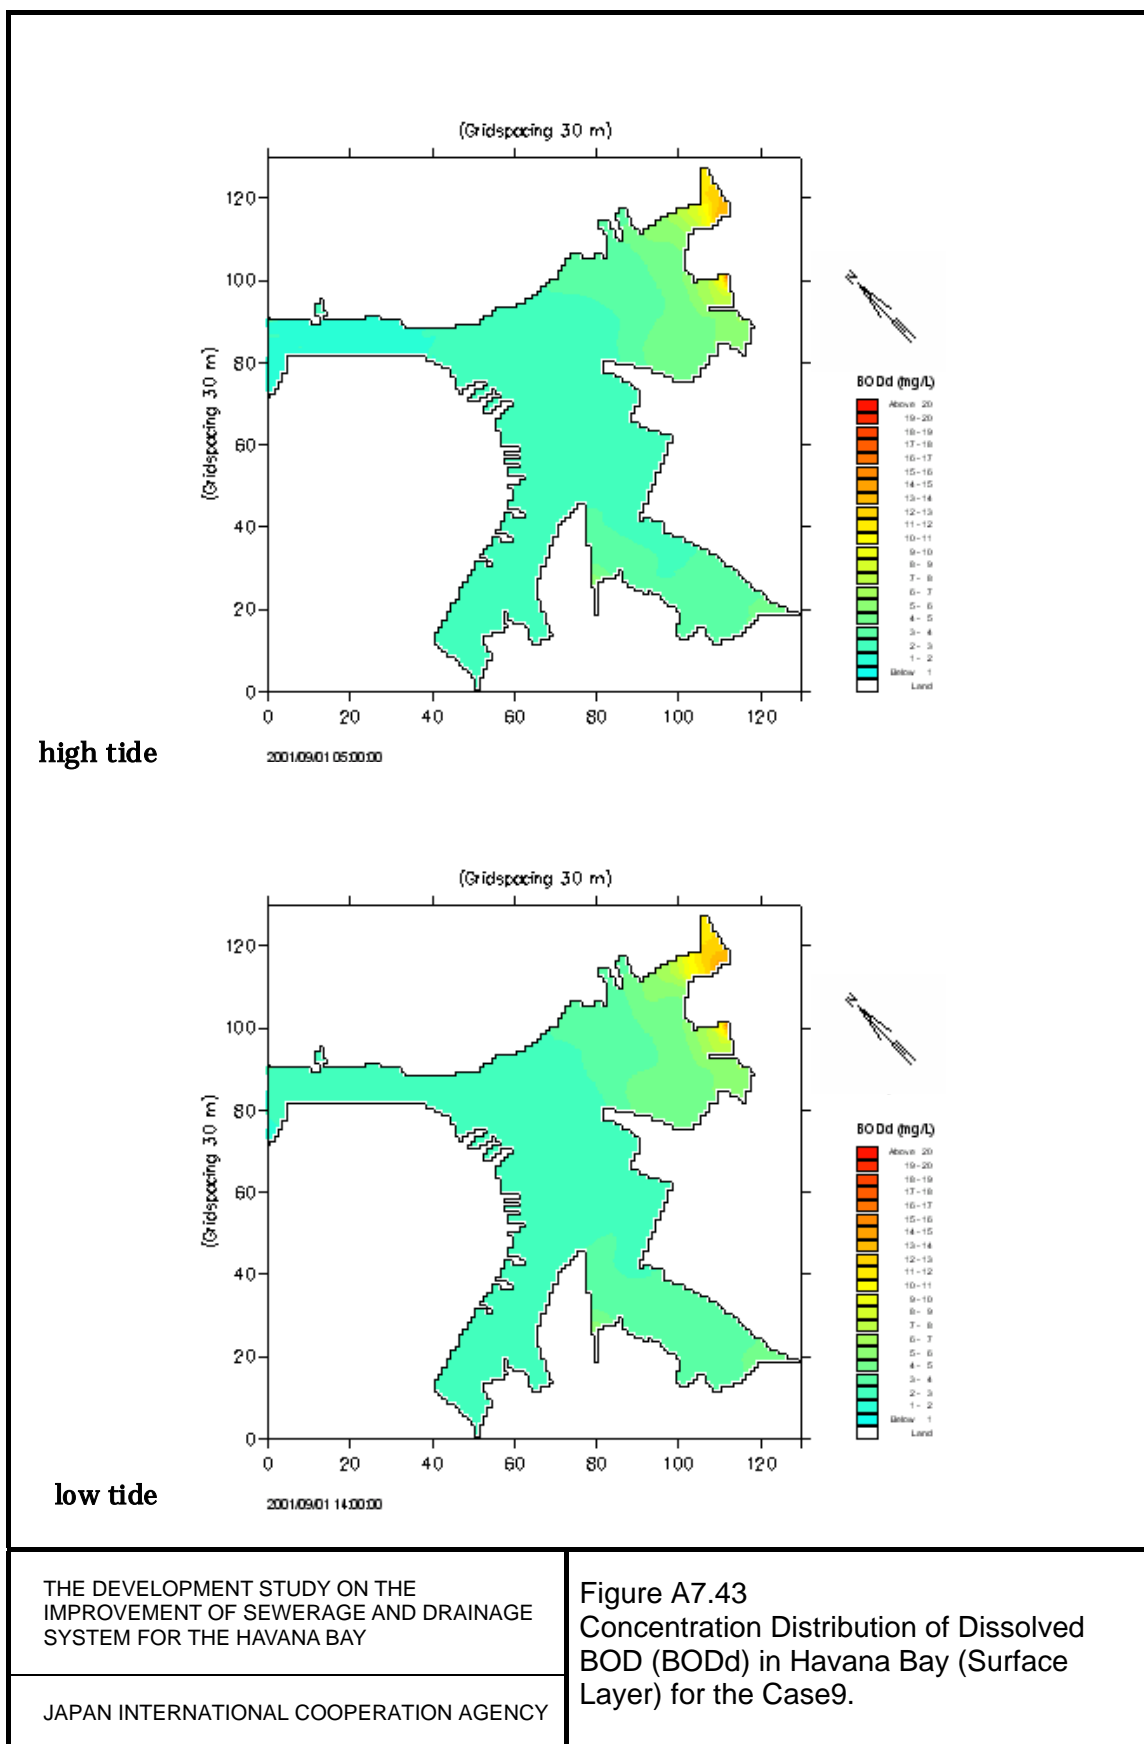 (Gridspacing 30 m)
120
100
80
60
40
20
0
(Gridspacing 30 m)
0 20 40 60 80 100 120
N
BODd (mg/L)
Above 20
19-20
18-19
17-18
16-17
15-16
14-15
13-14
12-13
11-12
10-11
9-10
8- 9
7- 8
6- 7
5- 6
4- 5
3- 4
2- 3
1- 2
Below 1
Land
high tide
2001/09/01 05:00:00
(Gridspacing 30 m)
120
100
80
60
40
20
0
(Gridspacing 30 m)
0 20 40 60 80 100 120
N
BODd (mg/L)
Above 20
19-20
18-19
17-18
16-17
15-16
14-15
13-14
12-13
11-12
10-11
9-10
8- 9
7- 8
6- 7
5- 6
4- 5
3- 4
2- 3
1- 2
Below 1
Land
low tide
2001/09/01 14:00:00
THE DEVELOPMENT STUDY ON THE
IMPROVEMENT OF SEWERAGE AND DRAINAGE
SYSTEM FOR THE HAVANA BAY
JAPAN INTERNATIONAL COOPERATION AGENCY
Figure A7.43
Concentration Distribution of Dissolved
BOD (BODd) in Havana Bay (Surface
Layer) for the Case9.